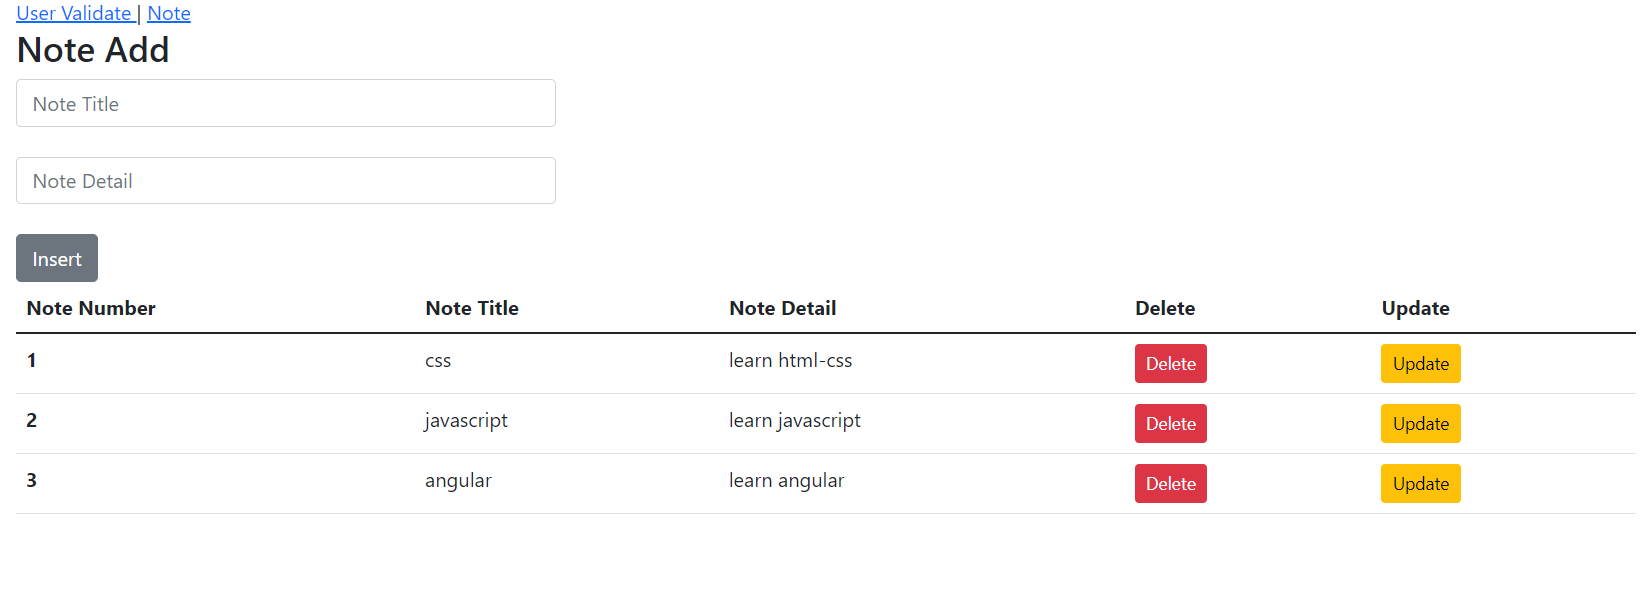 User Validate | Note
Note Add
Note Title
Note Detail
Insert
Note Number Note Title Note Detail Delete Update
1 css learn html-css Delete Update
2 javascript learn javascript Delete Update
3 angular learn angular Delete Update